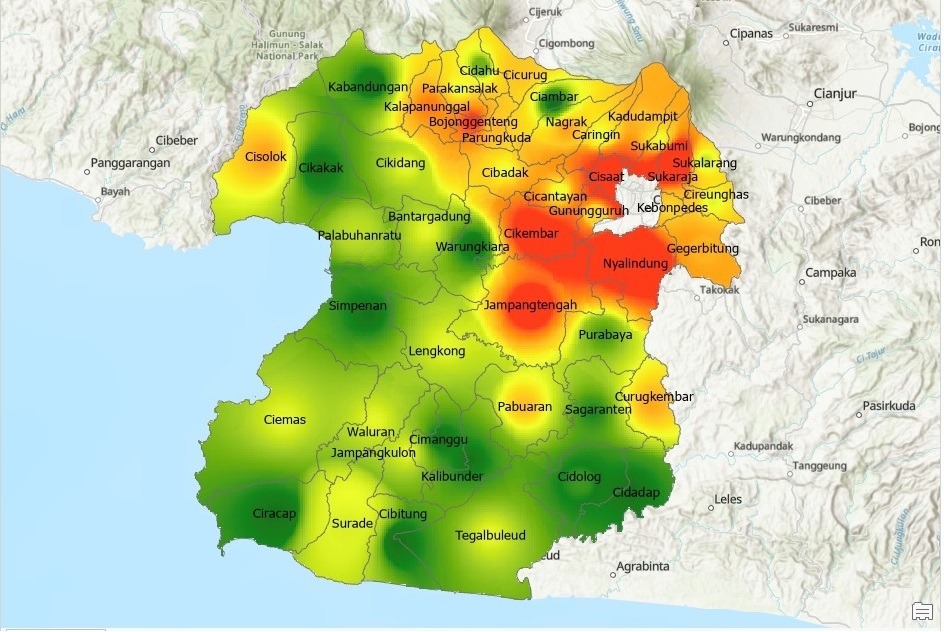 Cijeruk
Cipanas
Sukaresmi
Gunung
Halimun - Salak
National Park
Cigombong
Cidahu
Cicurug
Kabandungan
Parakansalak
Ciambar
Cianjur
Kalapanunggal
Bojonggenteng
Nagrak
Kadudampit
Caringin
Parungkuda
Warungkondang
Cibeber
Sukabumi
Cisolok
Cikakak
Cikidang
Cibadak
Sukalarang
Panggarangan
Cisaat
Sukaraja
Bayah
Cicantayan
Cireunghas
Cibeber
Gunungguruh
Kebonpedes
Bantargadung
Palabuhanratu
Warungkiara
Cikembar
Gegerbitung
Nyalindung
Campaka
Takokak
Simpenan
Jampangtengah
Sukanagara
Purabaya
Lengkong
Curugkembar
Pabuaran
Sagaranten
Pasirkuda
Ciemas
Waluran
Cimanggu
Kadupandak
Jampangkulon
Tanggeung
Kalibunder
Cidolog
Cidadap
Leles
Ciracap
Surade
Cibitung
Tegalbuleud
Agrabinta